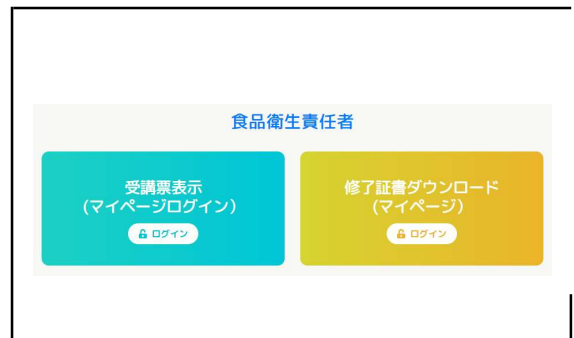 食品衛生責任者
受講票表示
(マイページログイン)
ログイン
修了証書ダウンロード
(マイページ)
ログイン